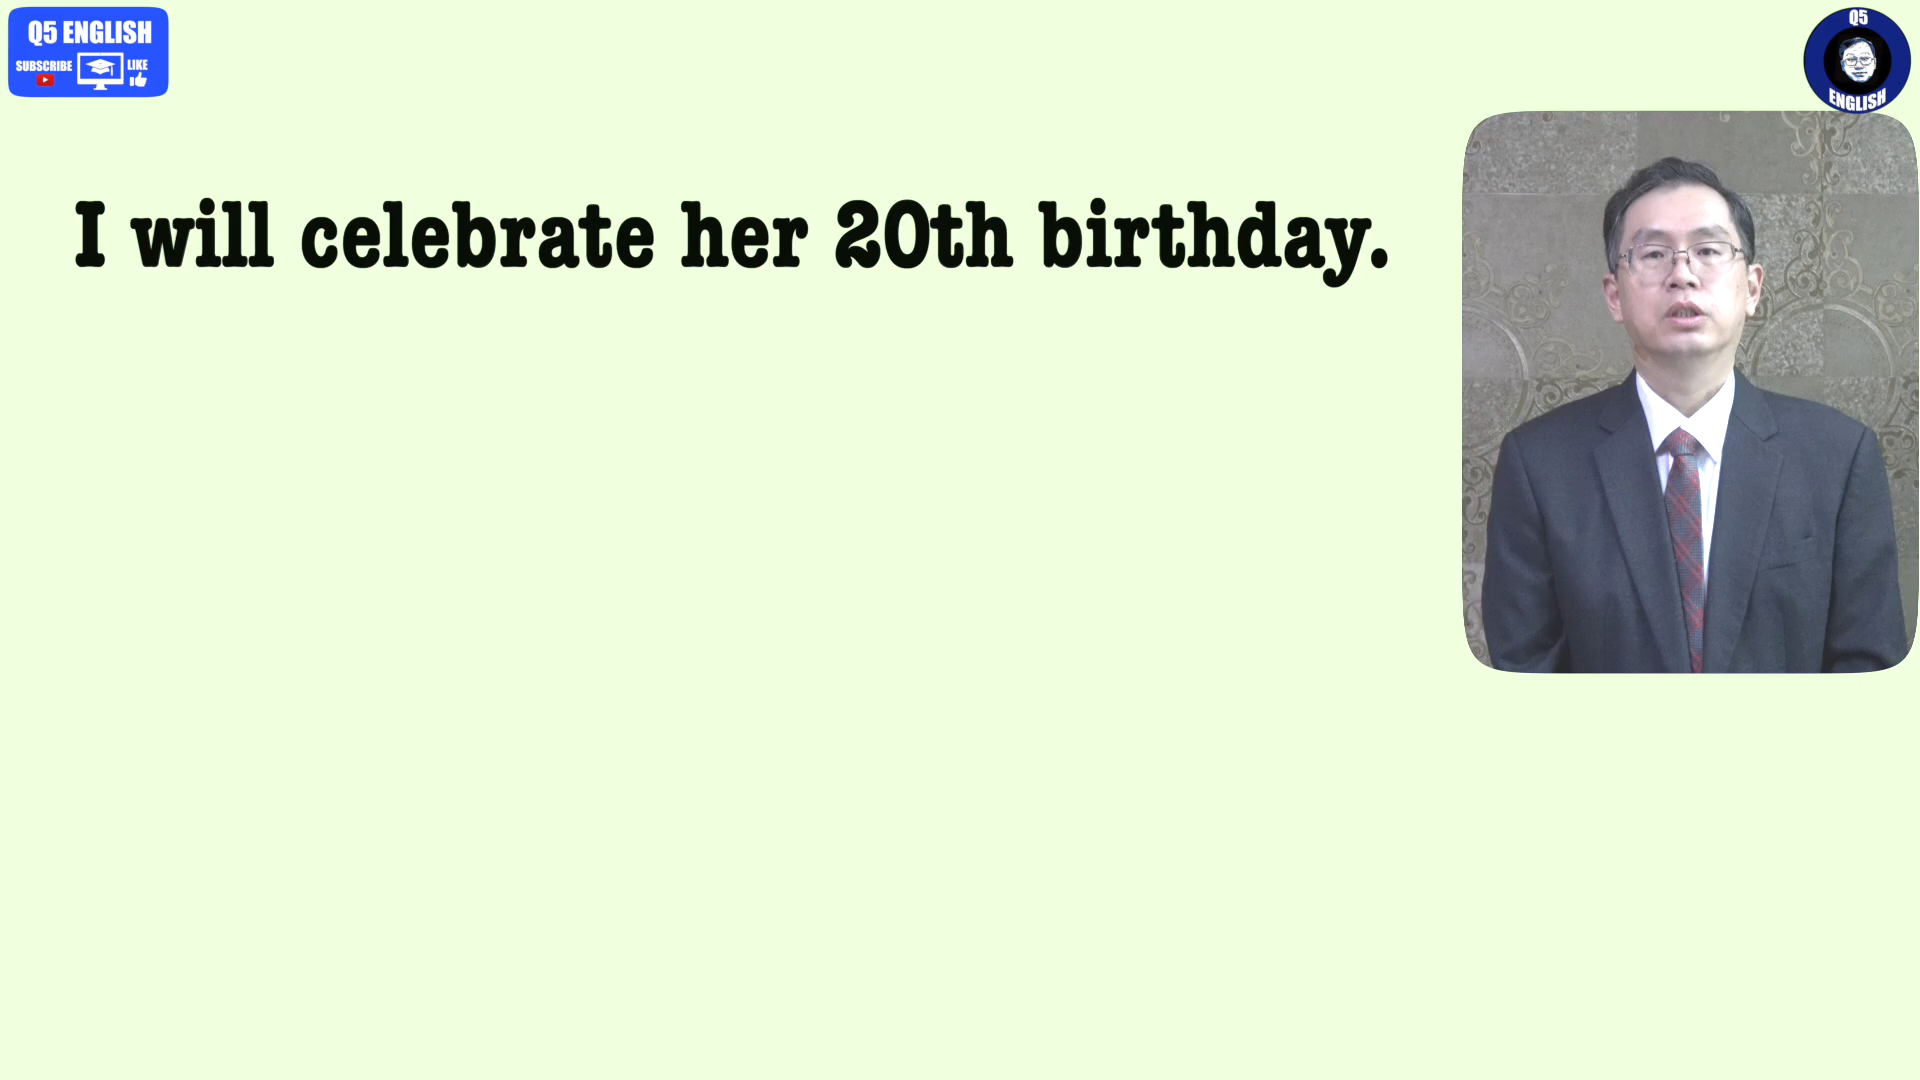 Q5 ENGLISH
SUBSCRIBE LIKE
Q5
ENGLISH
I will celebrate her 20th birthday.